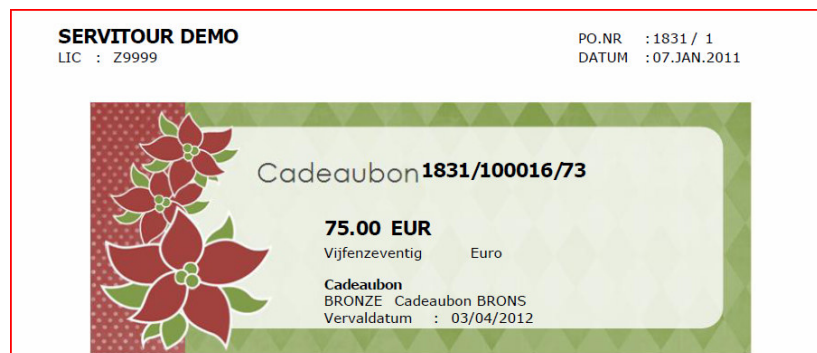 SERVITOUR DEMO
LIC : Z9999
PO.NR : 1831/ 1
DATUM : 07.JAN.2011
Cadeaubon 1831/100016/73
75.00 EUR
Vijfenzeventig Euro
Cadeaubon
BRONZE Cadeaubon BRONS
Vervaldatum : 03/04/2012